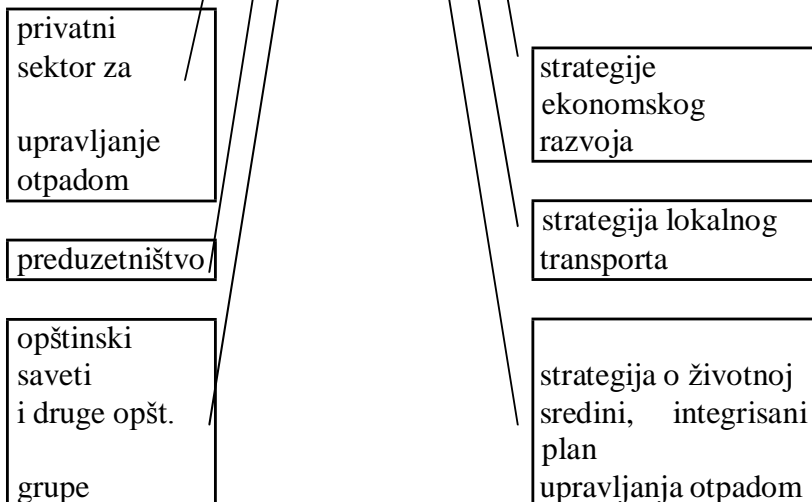 privatni
sektor za
upravljanje
otpadom
preduzetništvo
opštinski
saveti
i druge opšt.
grupe
strategije
ekonomskog
razvoja
strategija lokalnog
transporta
strategija o životnoj
sredini, integrisani
plan
upravljanja otpadom